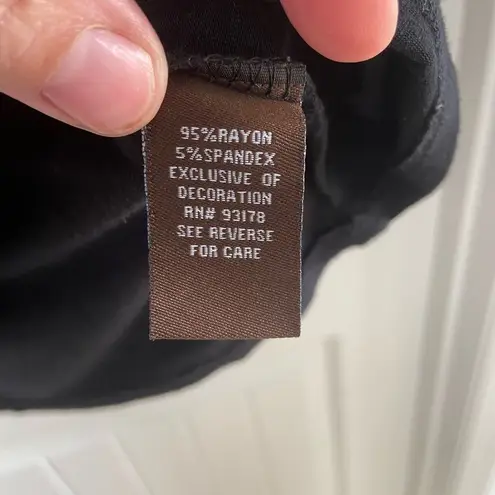 95%RAYON
5%SPANDEX
EXCLUSIVE OF
DECORATION
RN# 93178
SEE REVERSE
FOR CARE